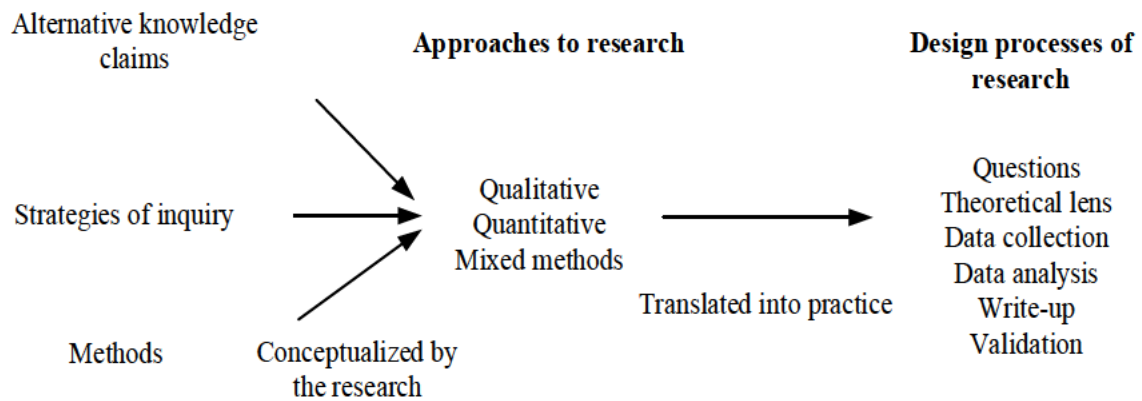 Alternative knowledge
claims
Approaches to research
Design processes of
research
Strategies of inquiry
Qualitative
Quantitative
Mixed methods
Questions
Theoretical lens
Data collection
Data analysis
Write-up
Validation
Translated into practice
Methods
Conceptualized by
the research